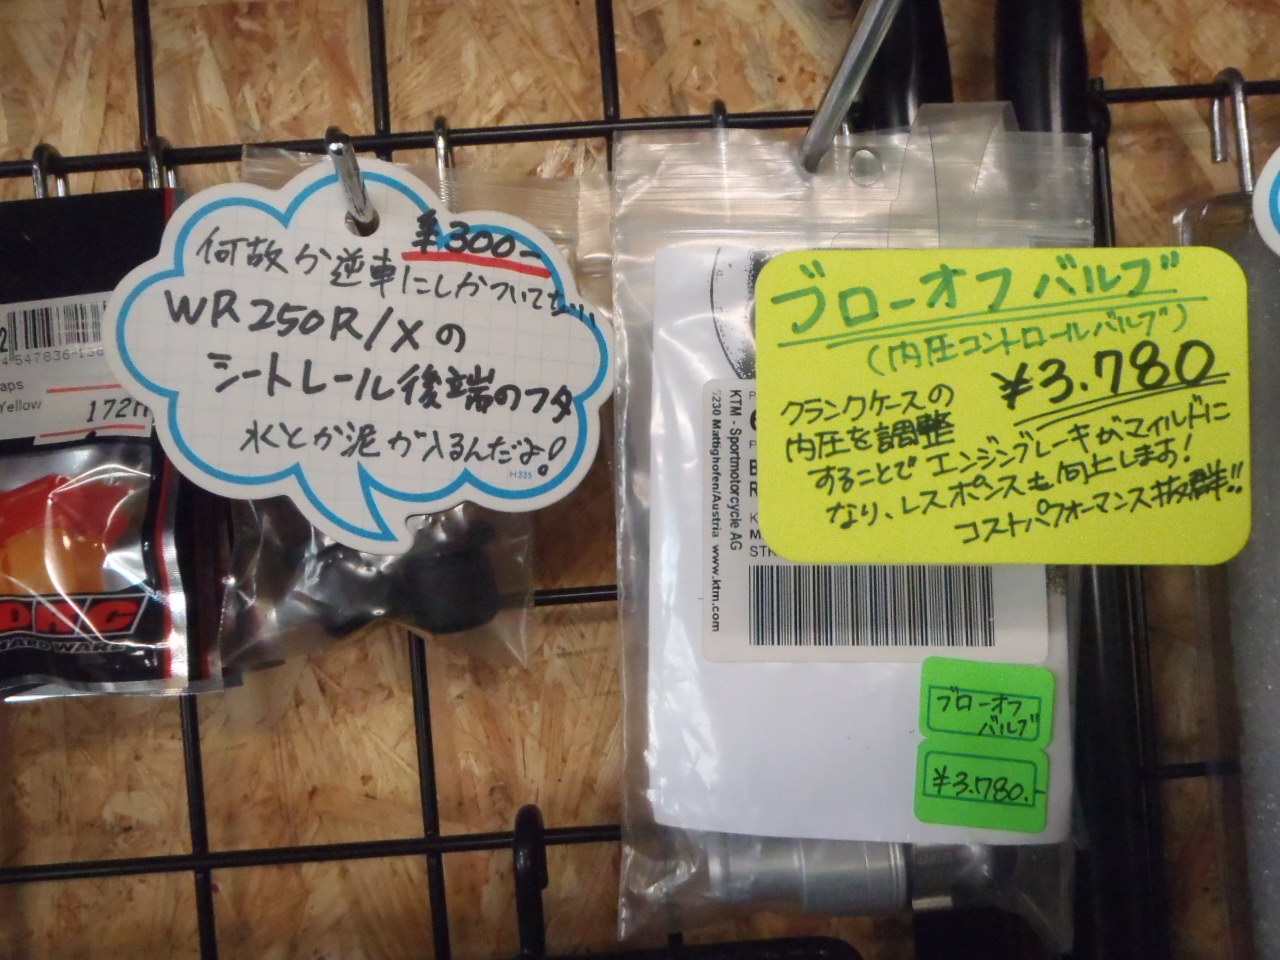 ¥300-
何故か逆車にしかついてない
WR250R/Xの
シートレール後端のフタ
水とか泥が入るんだよ!
H335
Yellow
172
ブローオフバルブ
(内圧コントロールバルブ)
¥3.780
クランクケースの
内圧を調整
することでエンジンブレーキがマイルドに
なり、レスポンスも向上します!
コストパフォーマンス抜群!!
KTM - Sportmotorcycle AG
5230 Mattighofen/Austria www.ktm.com
ブローオフ
バルブ
¥3.780.-